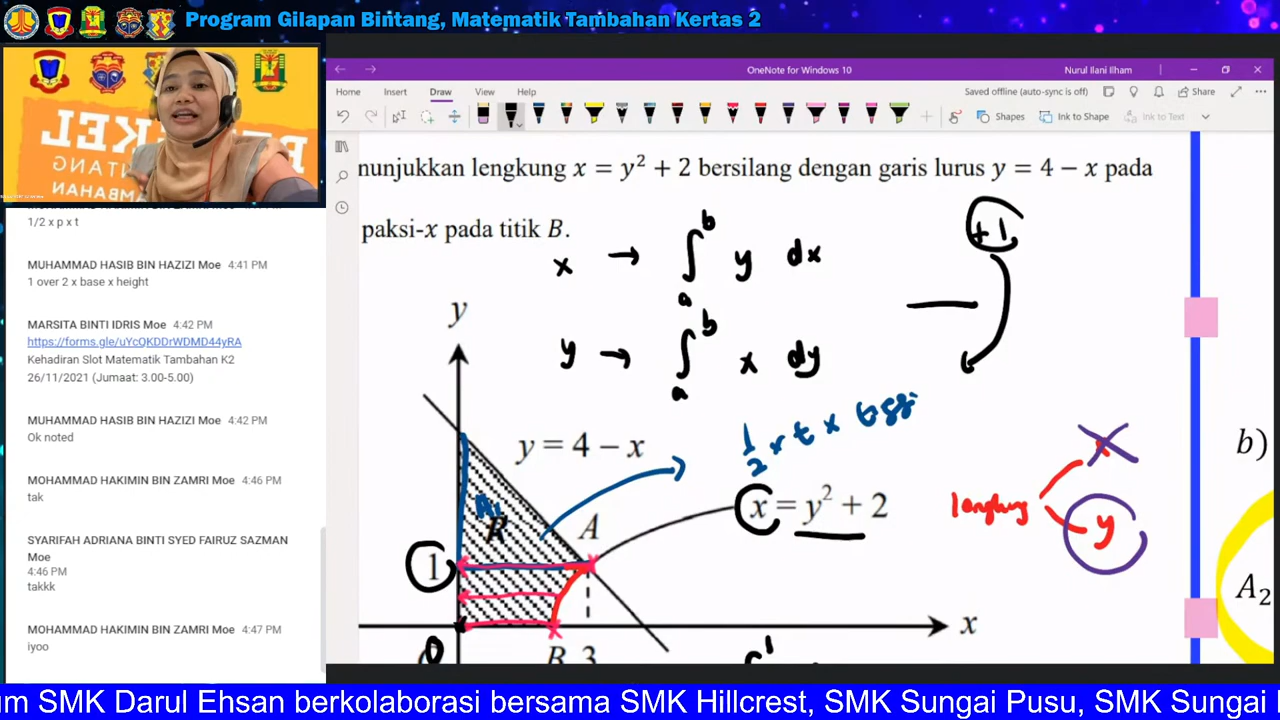 Program Gilapan Bintang, Matematik Tambahan Kertas 2
OneNote for Windows 10
Nurul Ilani Ilham
Home Insert Draw View Help
Saved offline (auto-sync is off)
Share
Shapes
Ink to Shape
Ink to Text
1/2 x p x t
MUHAMMAD HASIB BIN HAZIZI Moe 4:41 PM
1 over 2 x base x height
MARSITA BINTI IDRIS Moe 4:42 PM
https://forms.gle/uYcQKDDrWDMD44yRA
Kehadiran Slot Matematik Tambahan K2
26/11/2021 (Jumaat: 3.00-5.00)
MUHAMMAD HASIB BIN HAZIZI Moe 4:42 PM
Ok noted
MOHAMMAD HAKIMIN BIN ZAMRI Moe 4:46 PM
tak
SYARIFAH ADRIANA BINTI SYED FAIRUZ SAZMAN
Moe
4:46 PM
takkk
MOHAMMAD HAKIMIN BIN ZAMRI Moe 4:47 PM
iyoo
nunjukkan lengkung x = y² + 2 bersilang dengan garis lurus y = 4 − x pada
paksi-x pada titik B.
x → ∫ₐᵇ y dx
+1
y → ∫ₐᵇ x dy
y
y = 4 − x
1/2 x t x
x = y² + 2
A₁
R
A
1
0
B 3
x
lengkung
x
y
b)
A₂
um SMK Darul Ehsan berkolaborasi bersama SMK Hillcrest, SMK Sungai Pusu, SMK Sungai